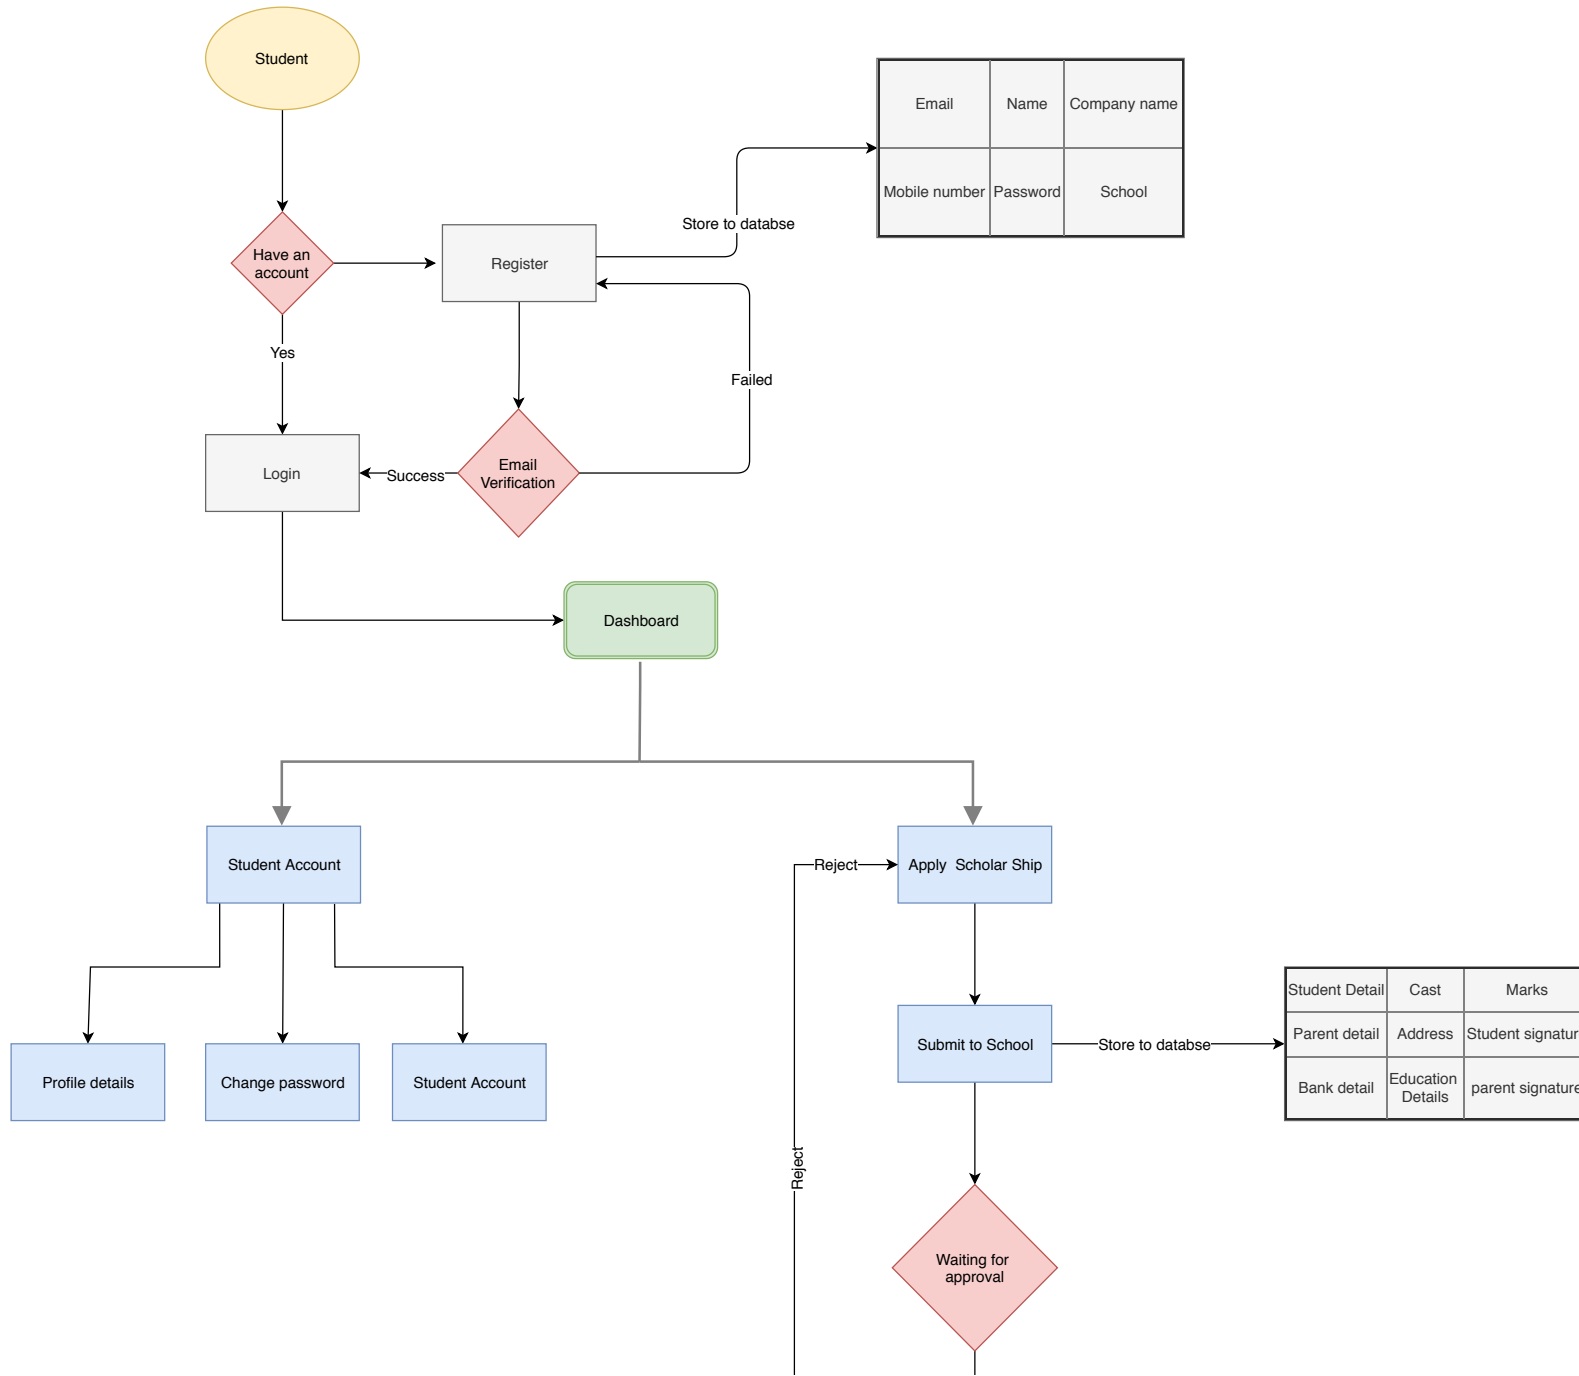 Student
Email
Name
Company name
Mobile number
Password
School
Store to databse
Have an
account
Register
Yes
Failed
Login
Success
Email
Verification
Dashboard
Student Account
Reject
Apply  Scholar Ship
Student Detail
Cast
Marks
Parent detail
Address
Student signatur
Submit to School
Store to databse
Bank detail
Education
Details
parent signature
Profile details
Change password
Student Account
Reject
Waiting for
approval